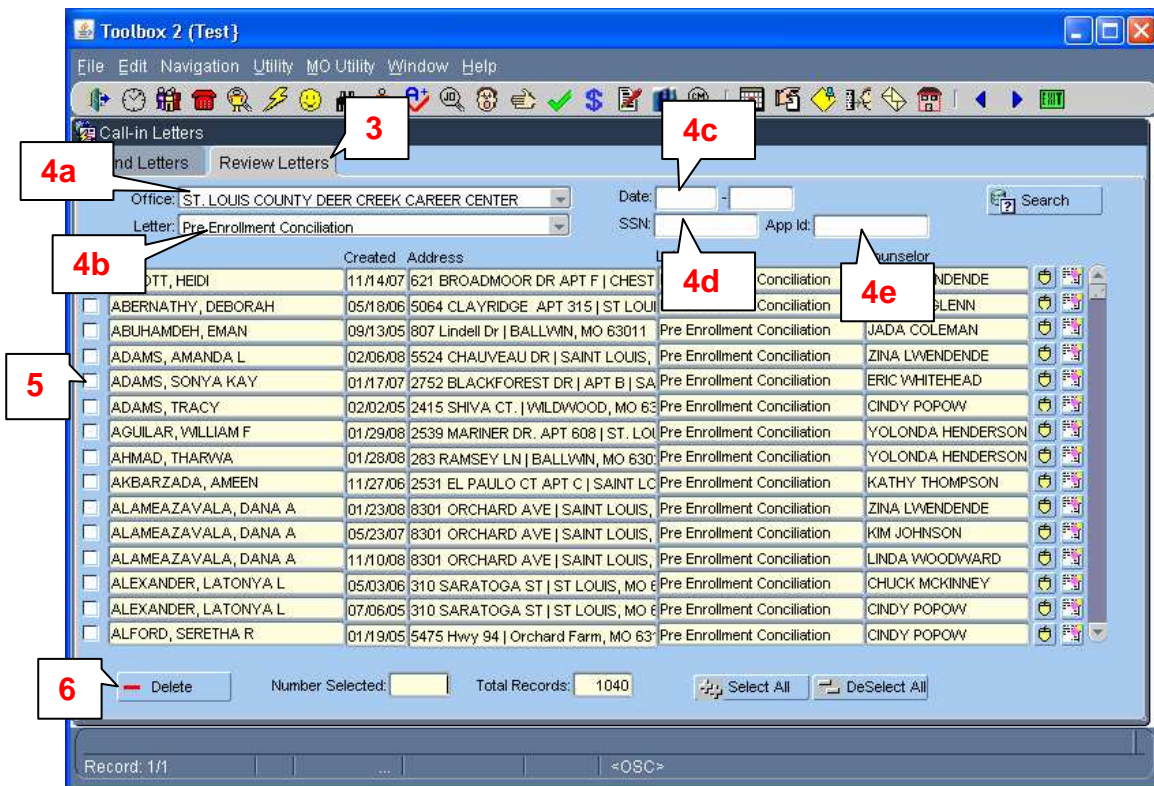 Toolbox 2 (Test}
File Edit Navigation Utility MO Utility Window Help
EXIT
Call-in Letters
3
4c
4a
nd Letters Review Letters
Office: ST. LOUIS COUNTY DEER CREEK CAREER CENTER Date: - Search
Letter: Pre-Enrollment Conciliation SSN: App Id:
4b
4d
4e
Created Address
OTT, HEIDI 11/14/07 621 BROADMOOR DR APT F | CHEST Conciliation ENDENDE
ABERNATHY, DEBORAH 05/18/06 5064 CLAYRIDGE APT 315 | ST LOUI Conciliation GLENN
ABUHAMDEH, EMAN 09/13/05 807 Lindell Dr | BALLWIN, MO 63011 Pre Enrollment Conciliation JADA COLEMAN
ADAMS, AMANDA L 02/06/08 5524 CHAUVEAU DR | SAINT LOUIS, Pre Enrollment Conciliation ZINA LWENDENDE
5
ADAMS, SONYA KAY 01/17/07 2752 BLACKFOREST DR | APT B | SA Pre Enrollment Conciliation ERIC WHITEHEAD
ADAMS, TRACY 02/02/05 2415 SHIVA CT. | WILDWOOD, MO 63 Pre Enrollment Conciliation CINDY POPOW
AGUILAR, WILLIAM F 01/29/08 2539 MARINER DR. APT 608 | ST. LOU Pre Enrollment Conciliation YOLONDA HENDERSON
AHMAD, THARWA 01/28/08 283 RAMSEY LN | BALLWIN, MO 630 Pre Enrollment Conciliation YOLONDA HENDERSON
AKBARZADA, AMEEN 11/27/06 2531 EL PAULO CT APT C | SAINT LO Pre Enrollment Conciliation KATHY THOMPSON
ALAMEAZAVALA, DANA A 01/23/08 8301 ORCHARD AVE | SAINT LOUIS, Pre Enrollment Conciliation ZINA LWENDENDE
ALAMEAZAVALA, DANA A 05/23/07 8301 ORCHARD AVE | SAINT LOUIS, Pre Enrollment Conciliation KIM JOHNSON
ALAMEAZAVALA, DANA A 11/10/08 8301 ORCHARD AVE | SAINT LOUIS, Pre Enrollment Conciliation LINDA WOODWARD
ALEXANDER, LATONYA L 05/03/06 310 SARATOGA ST | ST LOUIS, MO 6 Pre Enrollment Conciliation CHUCK MCKINNEY
ALEXANDER, LATONYA L 07/06/05 310 SARATOGA ST | ST LOUIS, MO 6 Pre Enrollment Conciliation CINDY POPOW
ALFORD, SERETHA R 01/19/05 5475 Hwy 94 | Orchard Farm, MO 63 Pre Enrollment Conciliation CINDY POPOW
6
Delete Number Selected: Total Records: 1040 Select All DeSelect All
Record: 1/1 ... <OSC>